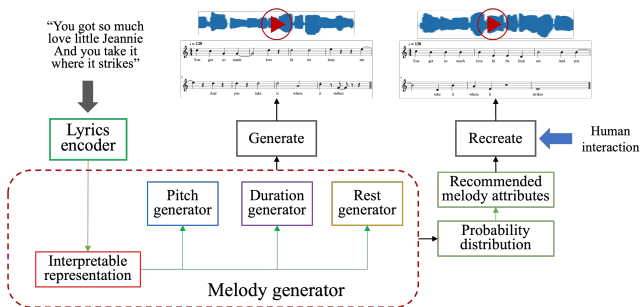 “You got so much
love little Jeannie
And you take it
where it strikes”
Lyrics
encoder
Generate
Recreate
Human
interaction
Pitch
generator
Duration
generator
Rest
generator
Recommended
melody attributes
Probability
distribution
Interpretable
representation
Melody generator